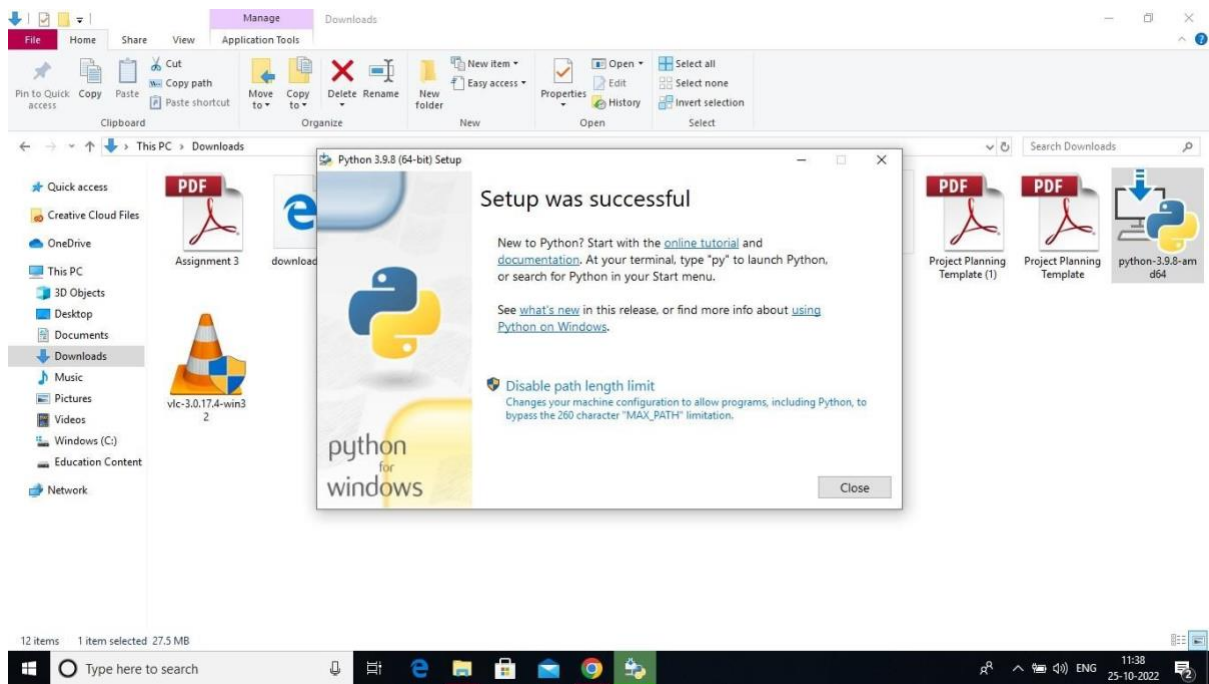 Manage
Downloads
File
Home
Share
View
Application Tools
Pin to Quick
access
Copy
Paste
Cut
Copy path
Paste shortcut
Clipboard
Move
to
Copy
to
Delete
Rename
Organize
New
folder
New item
Easy access
New
Properties
Open
Edit
History
Open
Select all
Select none
Invert selection
Select
This PC
Downloads
Search Downloads
Quick access
Creative Cloud Files
OneDrive
This PC
3D Objects
Desktop
Documents
Downloads
Music
Pictures
Videos
Windows (C:)
Education Content
Network
PDF
Assignment 3
download
vlc-3.0.17.4-win3
2
Python 3.9.8 (64-bit) Setup
Setup was successful
New to Python? Start with the online tutorial and
documentation. At your terminal, type "py" to launch Python,
or search for Python in your Start menu.
See what's new in this release, or find more info about using
Python on Windows.
Disable path length limit
Changes your machine configuration to allow programs, including Python, to
bypass the 260 character "MAX_PATH" limitation.
python
for
windows
Close
PDF
Project Planning
Template (1)
PDF
Project Planning
Template
python-3.9.8-am
d64
12 items
1 item selected 27.5 MB
Type here to search
ENG
11:38
25-10-2022
2